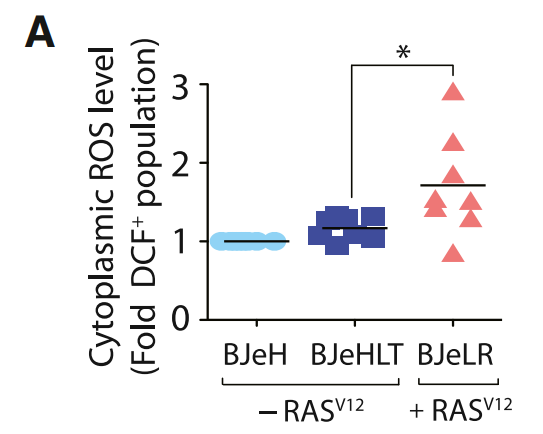 A
Cytoplasmic ROS level
(Fold DCF⁺ population)
3
2
1
0
*
BJeH BJeHLT BJeLR
– RASⱽ¹² + RASⱽ¹²